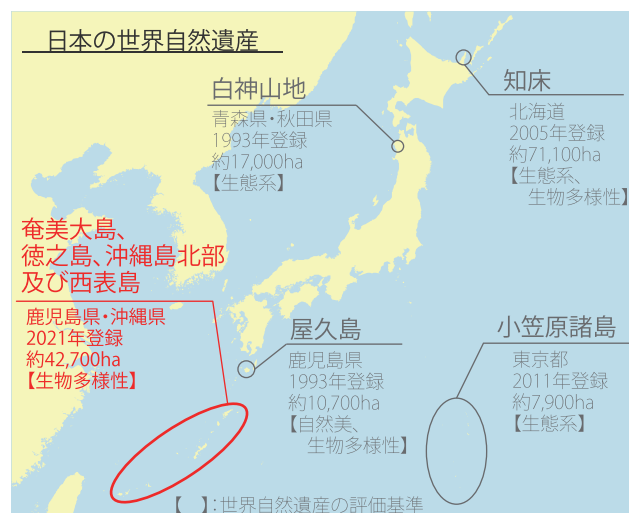 日本の世界自然遺産
知床
北海道
2005年登録
約71,100ha
【生態系、
生物多様性】
白神山地
青森県・秋田県
1993年登録
約17,000ha
【生態系】
奄美大島、
徳之島、沖縄島北部
及び西表島
鹿児島県・沖縄県
2021年登録
約42,700ha
【生物多様性】
屋久島
鹿児島県
1993年登録
約10,700ha
【自然美、
生物多様性】
小笠原諸島
東京都
2011年登録
約7,900ha
【生態系】
【　】：世界自然遺産の評価基準